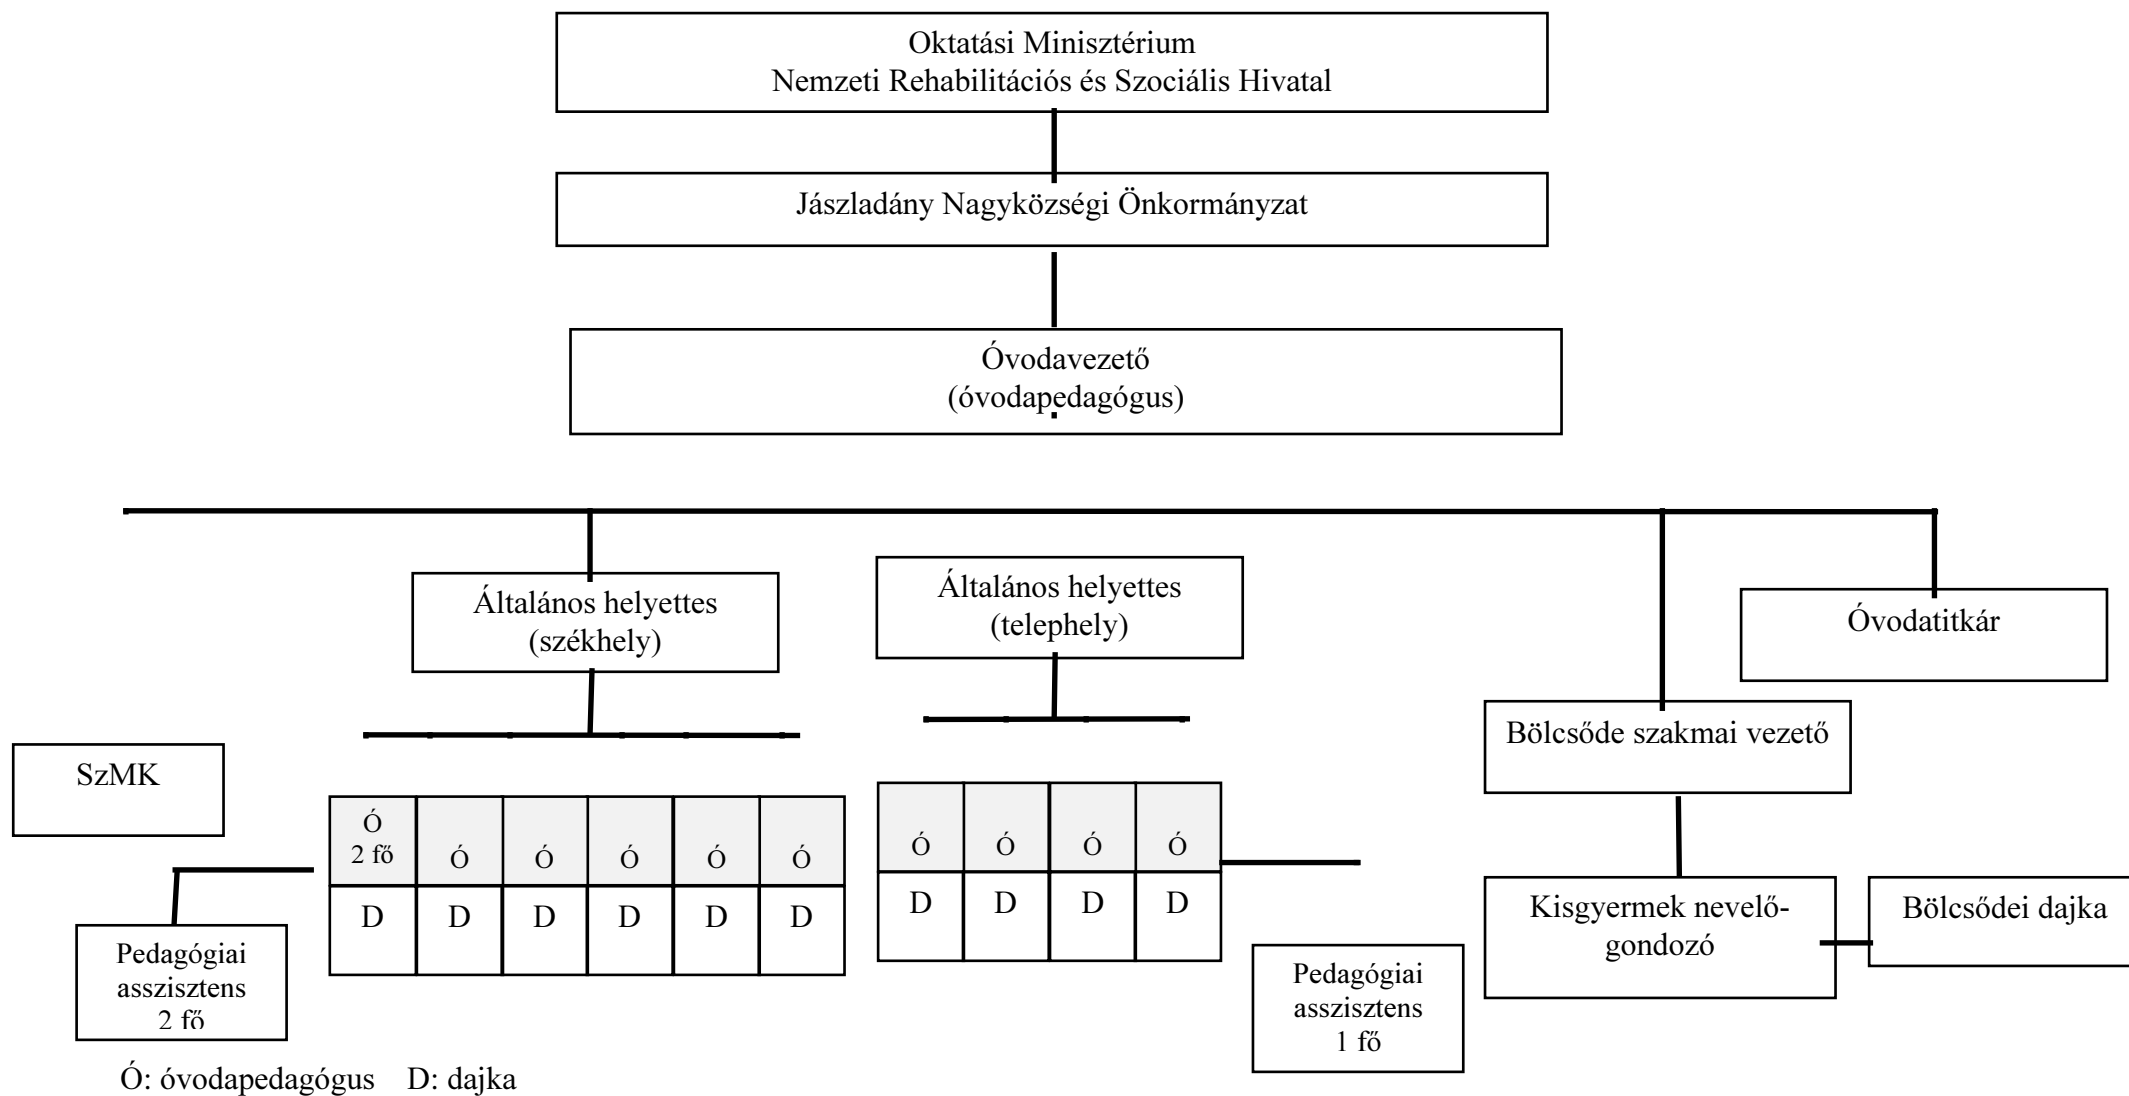 Oktatási Minisztérium
Nemzeti Rehabilitációs és Szociális Hivatal
Jászladány Nagyközségi Önkormányzat
Óvodavezető
(óvodapedagógus)
Általános helyettes
(székhely)
Általános helyettes
(telephely)
Óvodatitkár
Bölcsőde szakmai vezető
SzMK
Ó
2 fő Ó Ó Ó Ó Ó
D D D D D D
Ó Ó Ó Ó
D D D D
Kisgyermek nevelő-
gondozó
Bölcsődei dajka
Pedagógiai
asszisztens
2 fő
Pedagógiai
asszisztens
1 fő
Ó: óvodapedagógus D: dajka